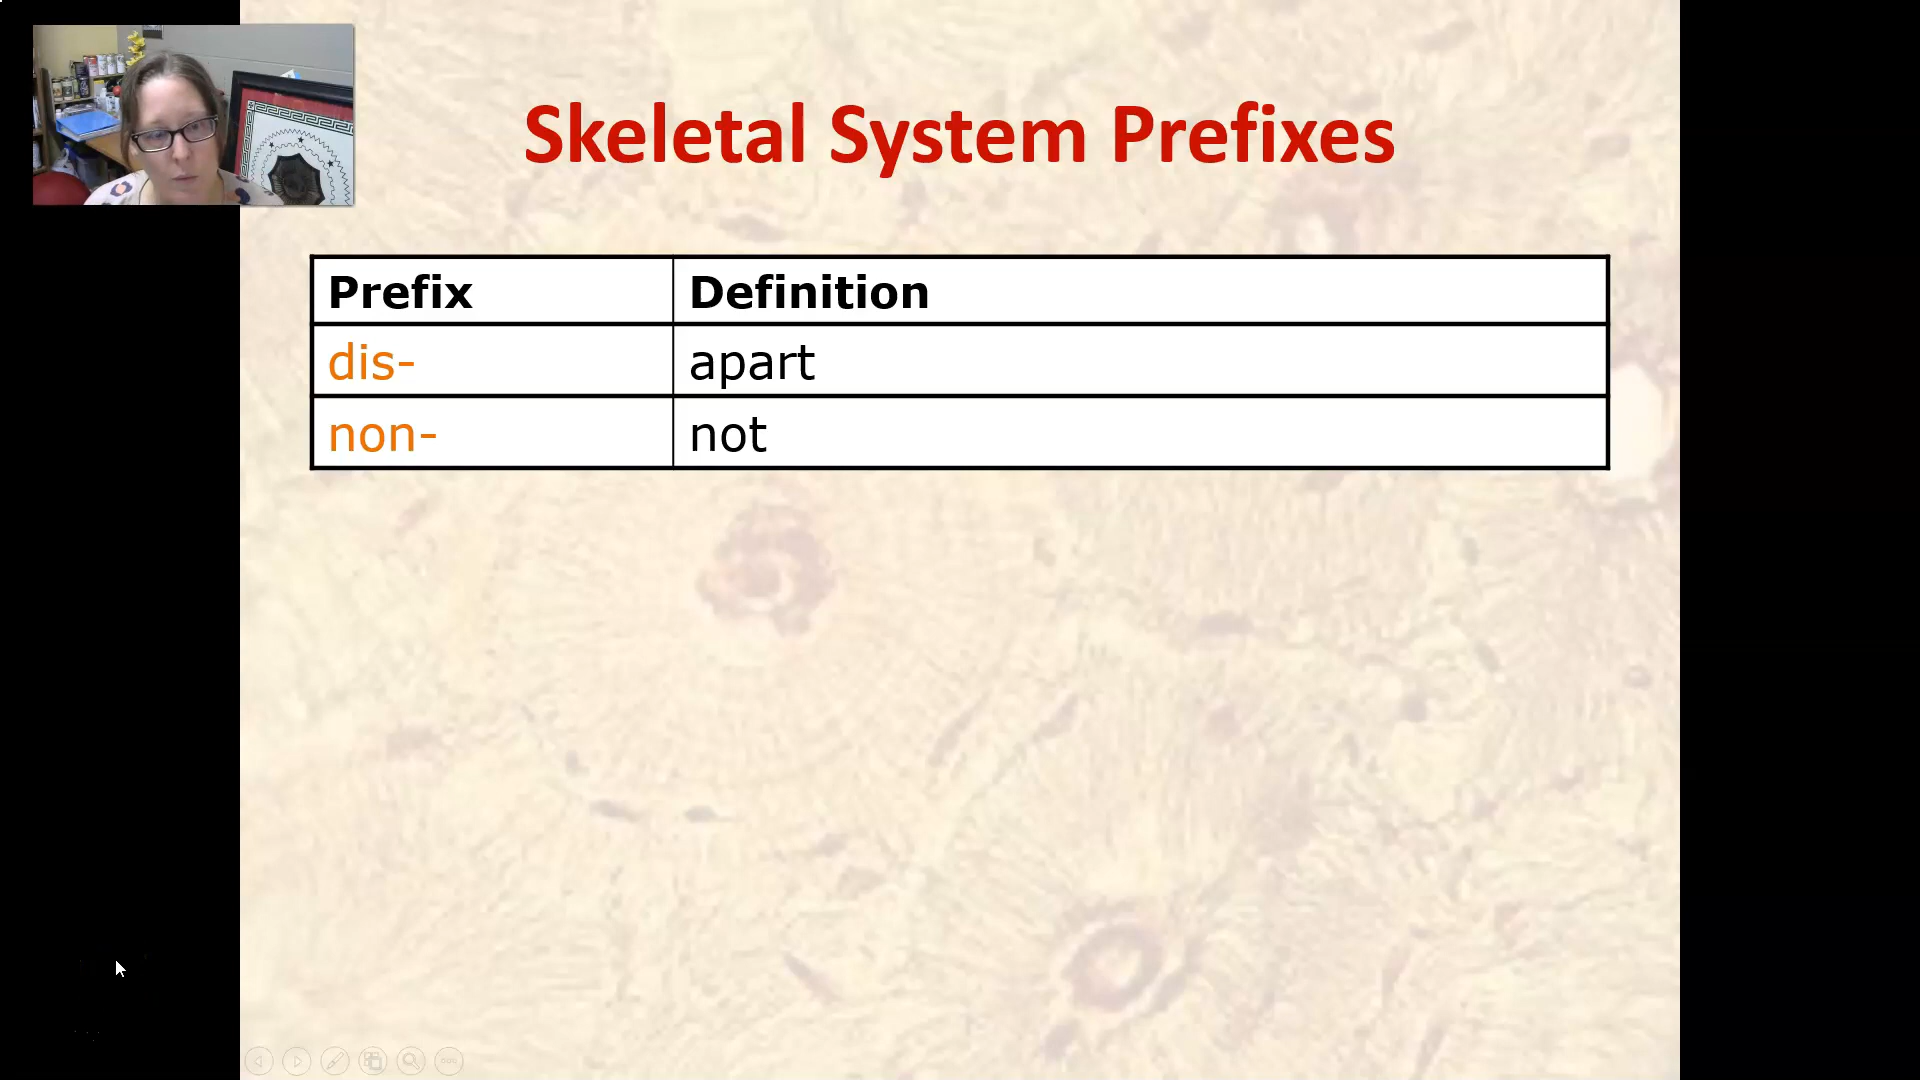 Skeletal System Prefixes
Prefix Definition
dis- apart
non- not